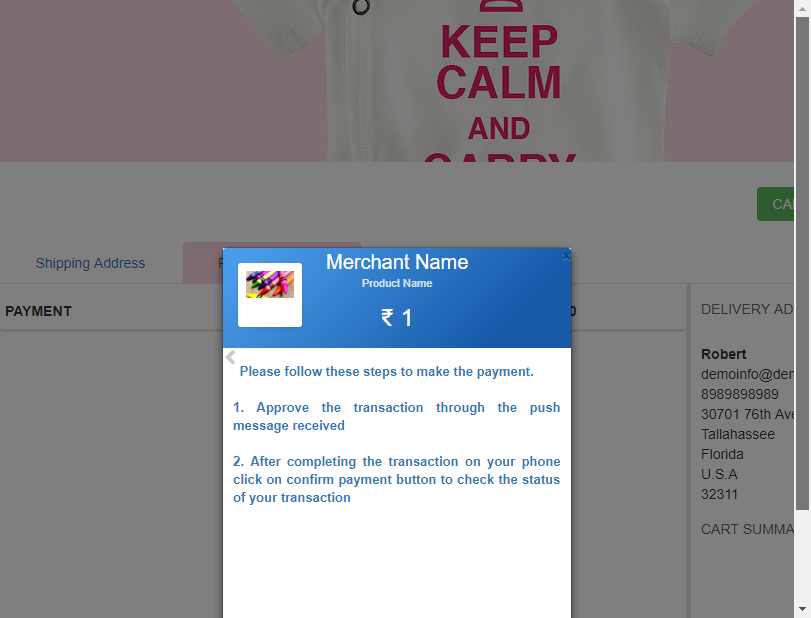 KEEP
CALM
AND
CARRY
Shipping Address
PAYMENT
×
Merchant Name
Product Name
₹ 1
Please follow these steps to make the payment.
1. Approve the transaction through the push
message received
2. After completing the transaction on your phone
click on confirm payment button to check the status
of your transaction
DELIVERY AD
Robert
demoinfo@der
8989898989
30701 76th Ave
Tallahassee
Florida
U.S.A
32311
CART SUMMA